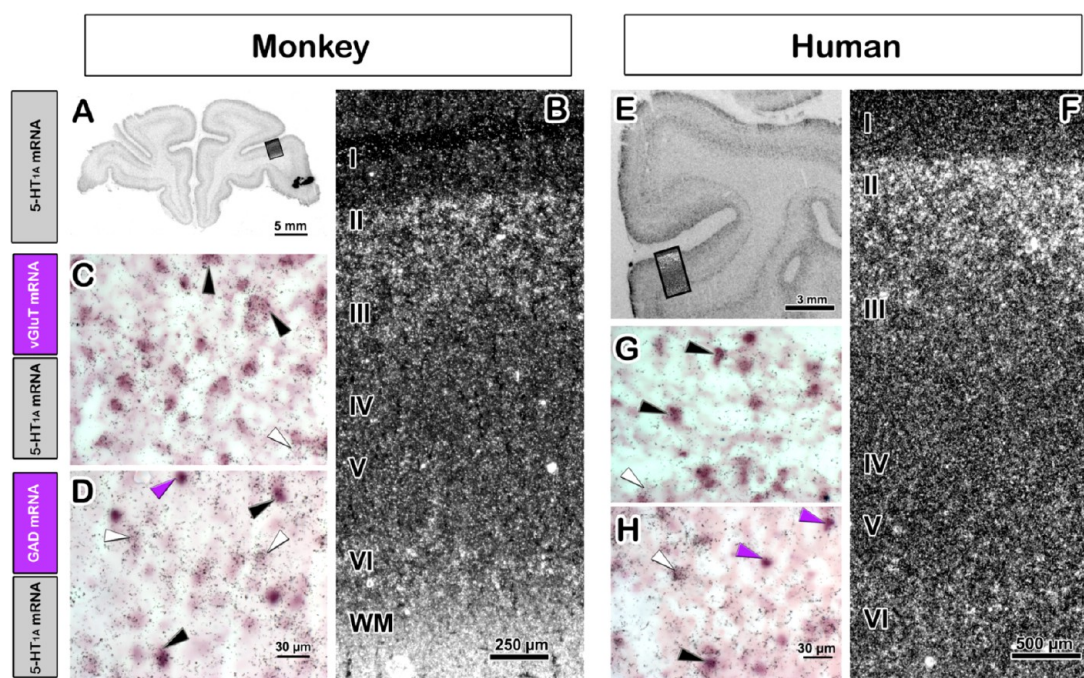 Monkey
Human
5-HT1A mRNA
A
5 mm
B
I
II
III
IV
V
VI
WM
250 µm
E
3 mm
F
I
II
III
IV
V
VI
500 µm
vGluT mRNA
5-HT1A mRNA
C
G
GAD mRNA
5-HT1A mRNA
D
30 µm
H
30 µm